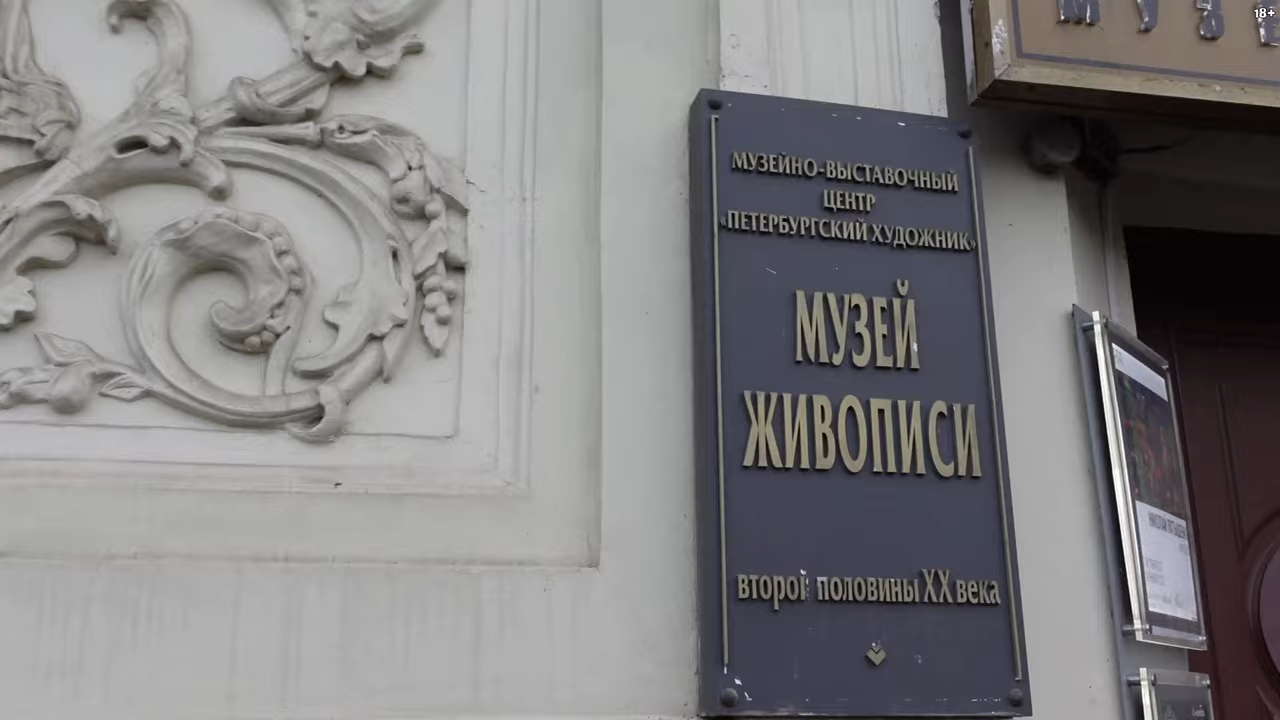 18+
МУЗЕЙНО-ВЫСТАВОЧНЫЙ
ЦЕНТР
«ПЕТЕРБУРГСКИЙ ХУДОЖНИК»
МУЗЕЙ
ЖИВОПИСИ
второй половины XX века